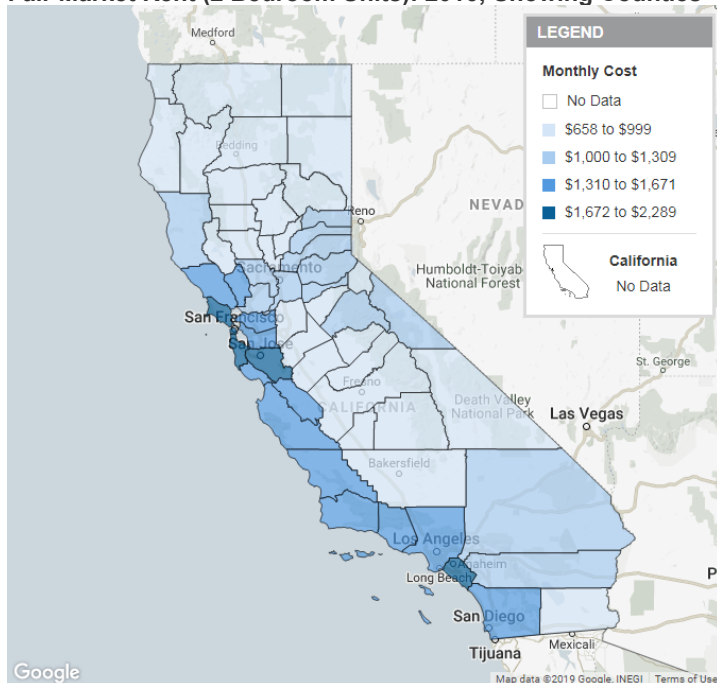 Medford
LEGEND
Monthly Cost
No Data
$658 to $999
$1,000 to $1,309
$1,310 to $1,671
$1,672 to $2,289
California
No Data
Redding
Reno
NEVAD
Sacramento
Humboldt-Toiyab
National Forest
San Francisco
San Jose
St. George
Fresno
Death Valley
National Park
CALIFORNIA
Las Vegas
Bakersfield
Los Angeles
Anaheim
Long Beach
San Diego
Mexicali
Tijuana
P
Google
Map data ©2019 Google, INEGI
Terms of Use